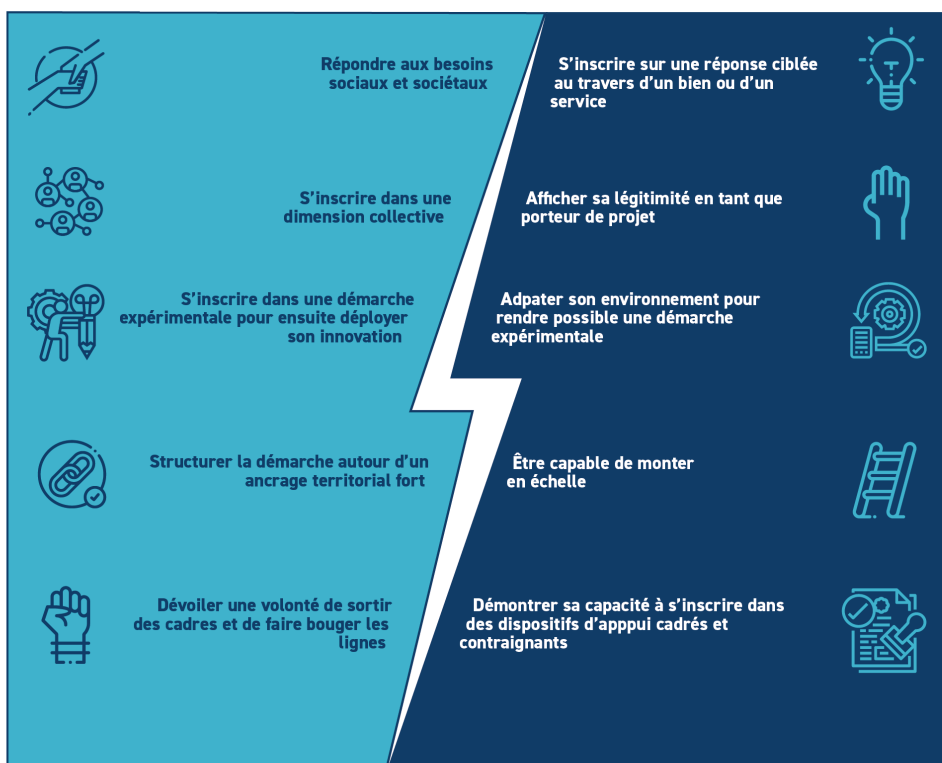 Répondre aux besoins
sociaux et sociétaux
S'inscrire sur une réponse ciblée
au travers d'un bien ou d'un
service
S'inscrire dans une
dimension collective
Afficher sa légitimité en tant que
porteur de projet
S'inscrire dans une démarche
expérimentale pour ensuite déployer
son innovation
Adpater son environnement pour
rendre possible une démarche
expérimentale
Structurer la démarche autour d'un
ancrage territorial fort
Être capable de monter
en échelle
Dévoiler une volonté de sortir
des cadres et de faire bouger les
lignes
Démontrer sa capacité à s'inscrire dans
des dispositifs d'apppui cadrés et
contraignants